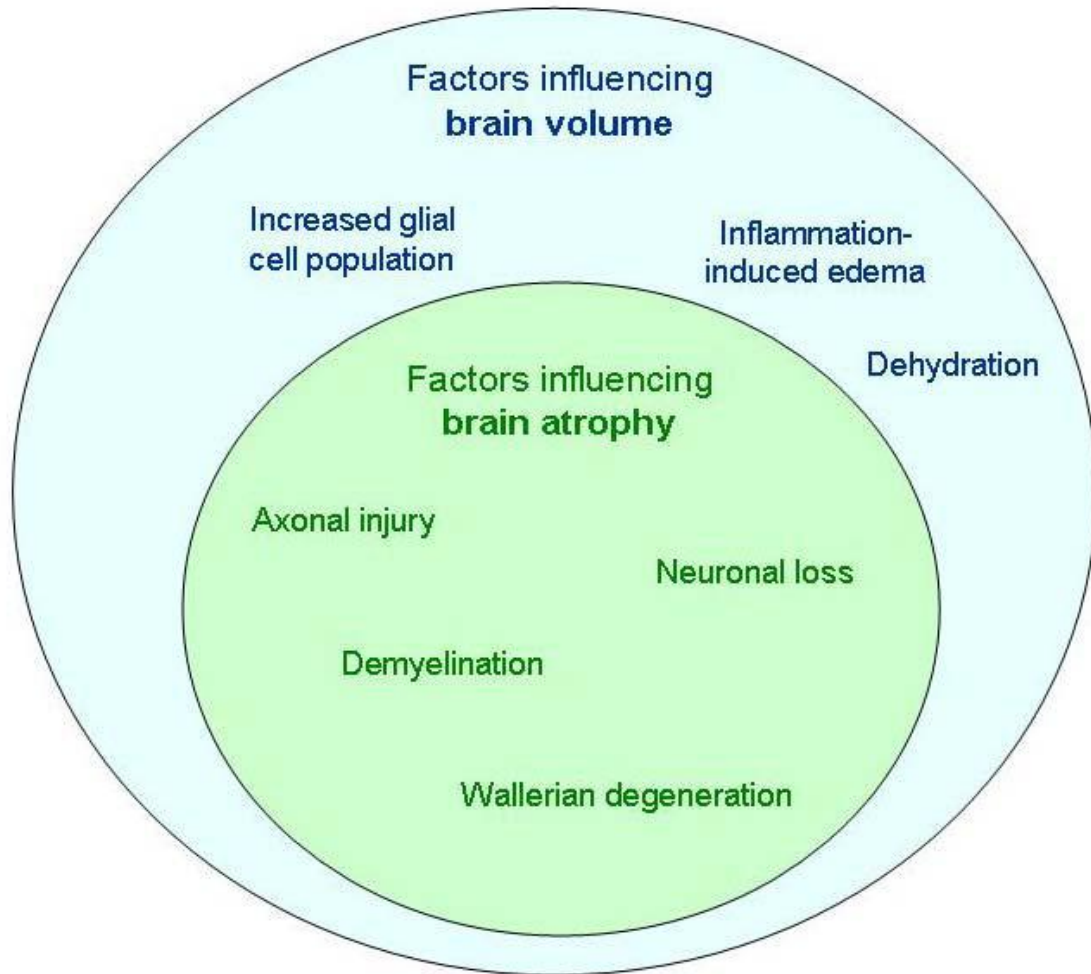 Factors influencing
brain volume
Increased glial
cell population
Inflammation-
induced edema
Dehydration
Factors influencing
brain atrophy
Axonal injury
Neuronal loss
Demyelination
Wallerian degeneration